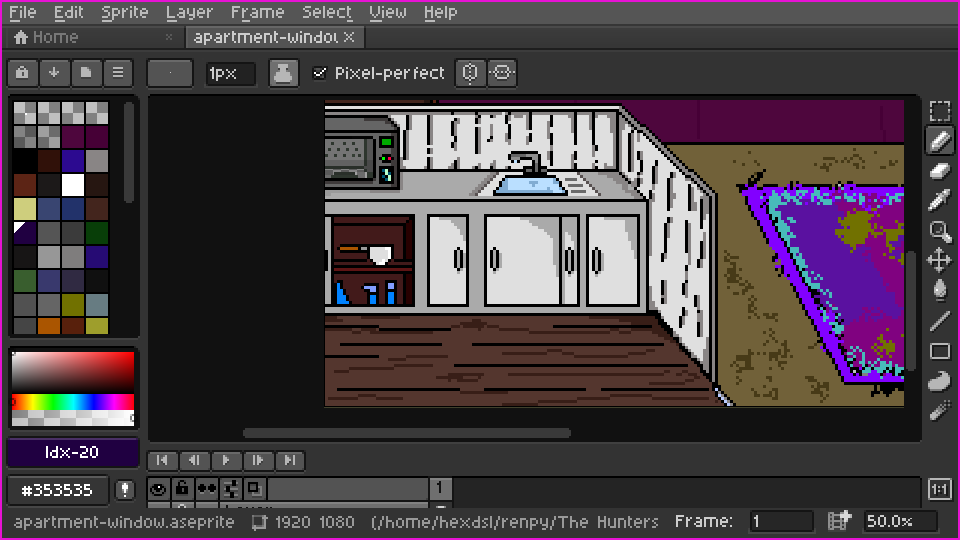 File Edit Sprite Layer Frame Select View Help
Home × apartment-windo ×
1px Pixel-perfect
Idx-20
#353535
1
1:1
apartment-window.aseprite 1920 1080 (/home/hexdsl/renpy/The Hunters Frame: 1 50.0%